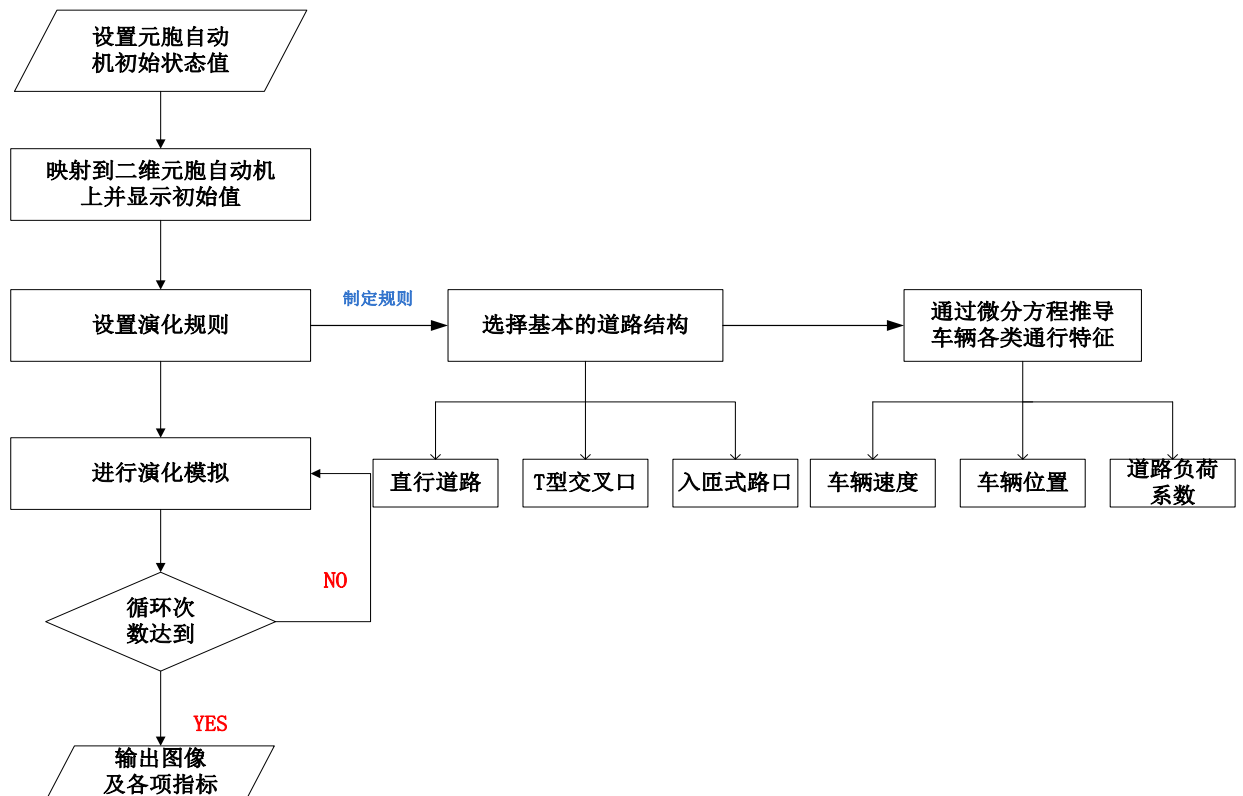 设置元胞自动
机初始状态值
映射到二维元胞自动机
上并显示初始值
设置演化规则
制定规则
选择基本的道路结构
通过微分方程推导
车辆各类通行特征
进行演化模拟
直行道路
T型交叉口
入匝式路口
车辆速度
车辆位置
道路负荷
系数
NO
循环次
数达到
YES
输出图像
及各项指标